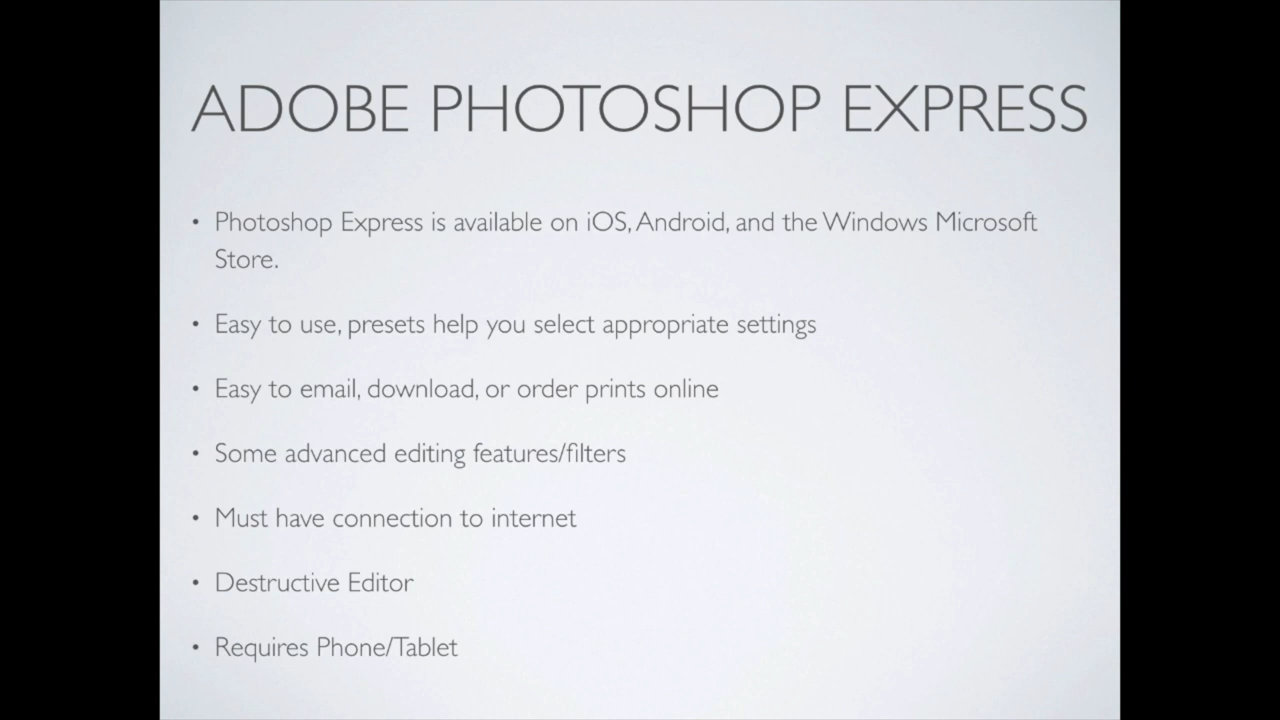 ADOBE PHOTOSHOP EXPRESS
• Photoshop Express is available on iOS, Android, and the Windows Microsoft
Store.
• Easy to use, presets help you select appropriate settings
• Easy to email, download, or order prints online
• Some advanced editing features/filters
• Must have connection to internet
• Destructive Editor
• Requires Phone/Tablet